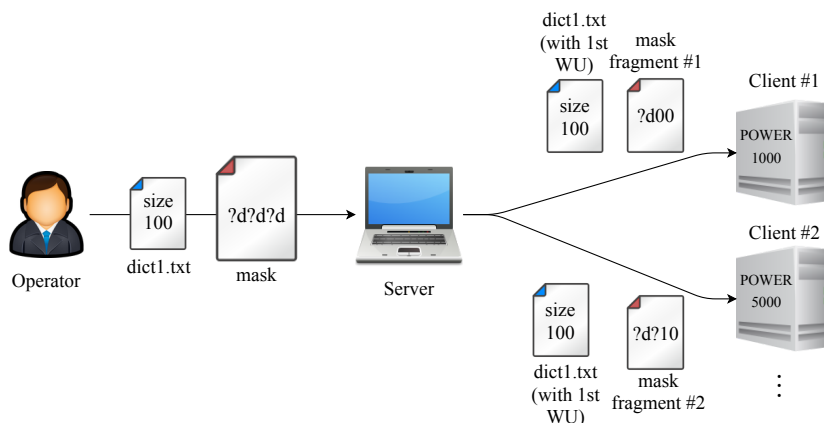 dict1.txt
(with 1st
WU)
mask
fragment #1
size
100
?d00
Client #1
POWER
1000
Operator
size
100
dict1.txt
?d?d?d
mask
Server
Client #2
POWER
5000
size
100
?d?10
dict1.txt
(with 1st
WU)
mask
fragment #2
⋮